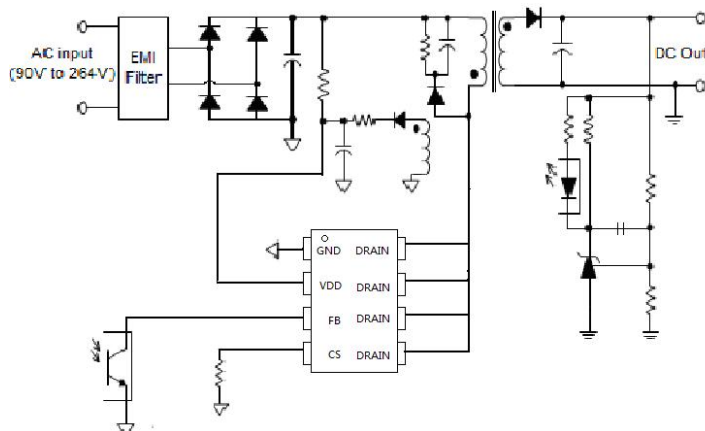 AC input
(90V to 264V)
EMI
Filter
DC Out
GND DRAIN
VDD DRAIN
FB DRAIN
CS DRAIN